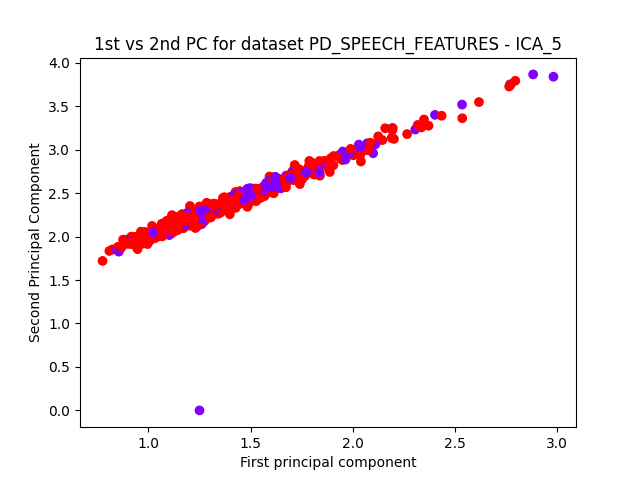 1st vs 2nd PC for dataset PD_SPEECH_FEATURES - ICA_5
Second Principal Component
4.0
3.5
3.0
2.5
2.0
1.5
1.0
0.5
0.0
1.0 1.5 2.0 2.5 3.0
First principal component